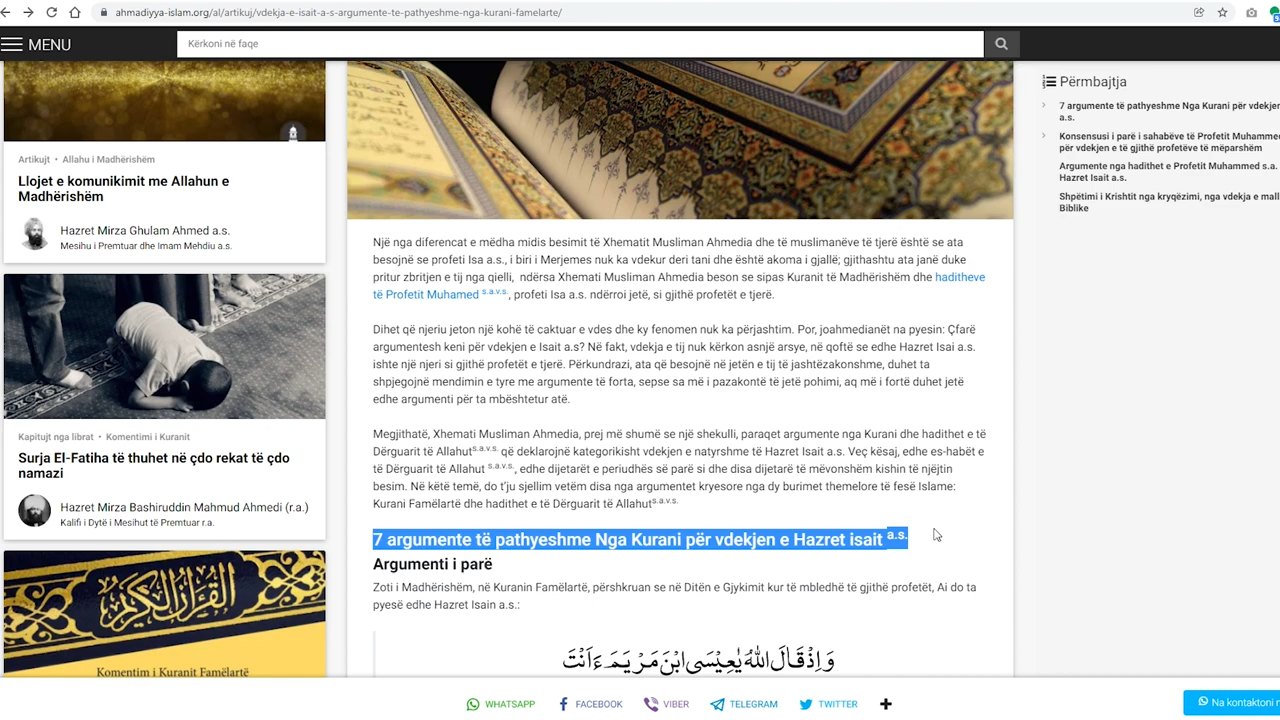 ahmadiyya-islam.org/al/artikuj/vdekja-e-isait-a-s-argumente-te-pathyeshme-nga-kurani-famelarte/
MENU
Kërkoni në faqe
Artikujt • Allahu i Madhërishëm
Llojet e komunikimit me Allahun e
Madhërishëm
Hazret Mirza Ghulam Ahmed a.s.
Mesihu i Premtuar dhe Imam Mehdiu a.s.
Kapitujt nga librat • Komentimi i Kuranit
Surja El-Fatiha të thuhet në çdo rekat të çdo
namazi
Hazret Mirza Bashiruddin Mahmud Ahmedi (r.a.)
Kalifi i Dytë i Mesihut të Premtuar r.a.
القرآن الكريم
Komentim i Kuranit Famëlartë
Një nga diferencat e mëdha midis besimit të Xhematit Musliman Ahmedia dhe të muslimanëve të tjerë është se ata
besojnë se profeti Isa a.s., i biri i Merjemes nuk ka vdekur deri tani dhe është akoma i gjallë; gjithashtu ata janë duke
pritur zbritjen e tij nga qielli, ndërsa Xhemati Musliman Ahmedia beson se sipas Kuranit të Madhërishëm dhe haditheve
të Profetit Muhamed s.a.v.s., profeti Isa a.s. ndërroi jetë, si gjithë profetët e tjerë.
Dihet që njeriu jeton një kohë të caktuar e vdes dhe ky fenomen nuk ka përjashtim. Por, joahmedianët na pyesin: Çfarë
argumentesh keni për vdekjen e Isait a.s? Në fakt, vdekja e tij nuk kërkon asnjë arsye, në qoftë se edhe Hazret Isai a.s.
ishte një njeri si gjithë profetët e tjerë. Përkundrazi, ata që besojnë në jetën e tij të jashtëzakonshme, duhet ta
shpjegojnë mendimin e tyre me argumente të forta, sepse sa më i pazakontë të jetë pohimi, aq më i fortë duhet jetë
edhe argumenti për ta mbështetur atë.
Megjithatë, Xhemati Musliman Ahmedia, prej më shumë se një shekulli, paraqet argumente nga Kurani dhe hadithet e
të Dërguarit të Allahut s.a.v.s. që deklarojnë kategorikisht vdekjen e natyrshme të Hazret Isait a.s. Veç kësaj, edhe es-habët e
të Dërguarit të Allahut s.a.v.s., edhe dijetarët e periudhës së parë si dhe disa dijetarë të mëvonshëm kishin të njëjtin
besim. Në këtë temë, do t'ju sjellim vetëm disa nga argumentet kryesore nga dy burimet themelore të fesë Islame:
Kurani Famëlartë dhe hadithet e të Dërguarit të Allahut s.a.v.s.
7 argumente të pathyeshme Nga Kurani për vdekjen e Hazret isait a.s.
Argumenti i parë
Zoti i Madhërishëm, në Kuranin Famëlartë, përshkruan se në Ditën e Gjykimit kur të mbledhë të gjithë profetët, Ai do ta
pyesë edhe Hazret Isain a.s.:
وَاِذْ قَالَ اللّٰهُ يٰعِيْسَى ابْنَ مَرْيَمَ ءَاَنْتَ
Përmbajtja
7 argumente të pathyeshme Nga Kurani për vdekjen
a.s.
Konsensusi i parë i sahabëve të Profetit Muhammed
për vdekjen e të gjithë profetëve të mëparshëm
Argumente nga hadithet e Profetit Muhammed s.a.
Hazret Isait a.s.
Shpëtimi i Krishtit nga kryqëzimi, nga vdekja e mall
Biblike
WHATSAPP
FACEBOOK
VIBER
TELEGRAM
TWITTER
Na kontaktoni